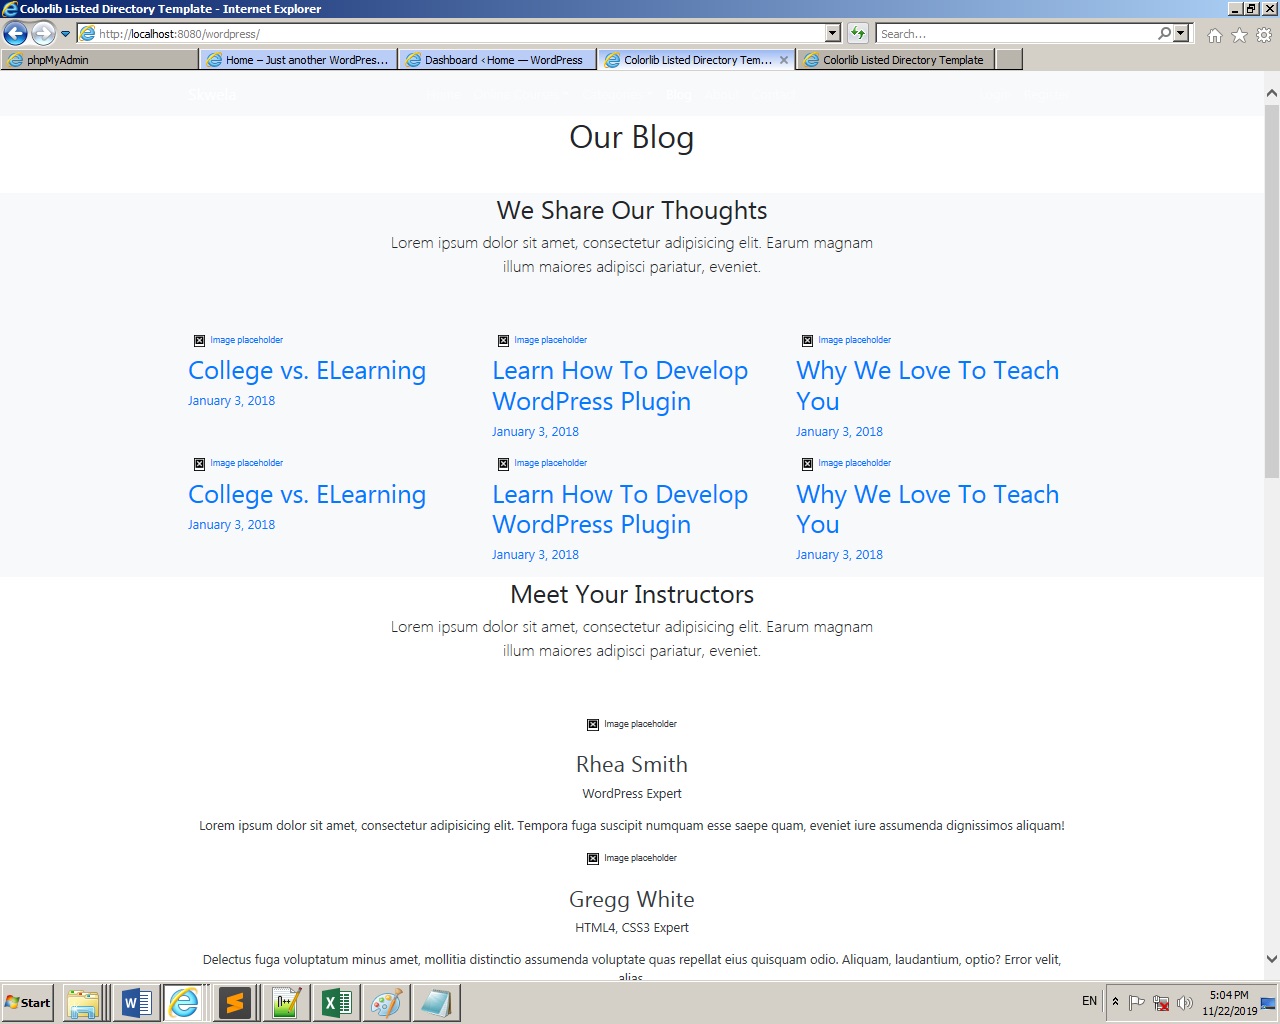 Colorlib Listed Directory Template - Internet Explorer
http://localhost:8080/wordpress/
Search...
phpMyAdmin
Home – Just another WordPres...
Dashboard ‹ Home — WordPress
Colorlib Listed Directory Tem...
Colorlib Listed Directory Template
Skwela
Blog
Our Blog
We Share Our Thoughts
Lorem ipsum dolor sit amet, consectetur adipisicing elit. Earum magnam
illum maiores adipisci pariatur, eveniet.
Image placeholder
Image placeholder
Image placeholder
College vs. ELearning
January 3, 2018
Learn How To Develop
WordPress Plugin
January 3, 2018
Why We Love To Teach
You
January 3, 2018
Image placeholder
Image placeholder
Image placeholder
College vs. ELearning
January 3, 2018
Learn How To Develop
WordPress Plugin
January 3, 2018
Why We Love To Teach
You
January 3, 2018
Meet Your Instructors
Lorem ipsum dolor sit amet, consectetur adipisicing elit. Earum magnam
illum maiores adipisci pariatur, eveniet.
Image placeholder
Rhea Smith
WordPress Expert
Lorem ipsum dolor sit amet, consectetur adipisicing elit. Tempora fuga suscipit numquam esse saepe quam, eveniet iure assumenda dignissimos aliquam!
Image placeholder
Gregg White
HTML4, CSS3 Expert
Delectus fuga voluptatum minus amet, mollitia distinctio assumenda voluptate quas repellat eius quisquam odio. Aliquam, laudantium, optio? Error velit,
alias
Start
EN
5:04 PM
11/22/2019